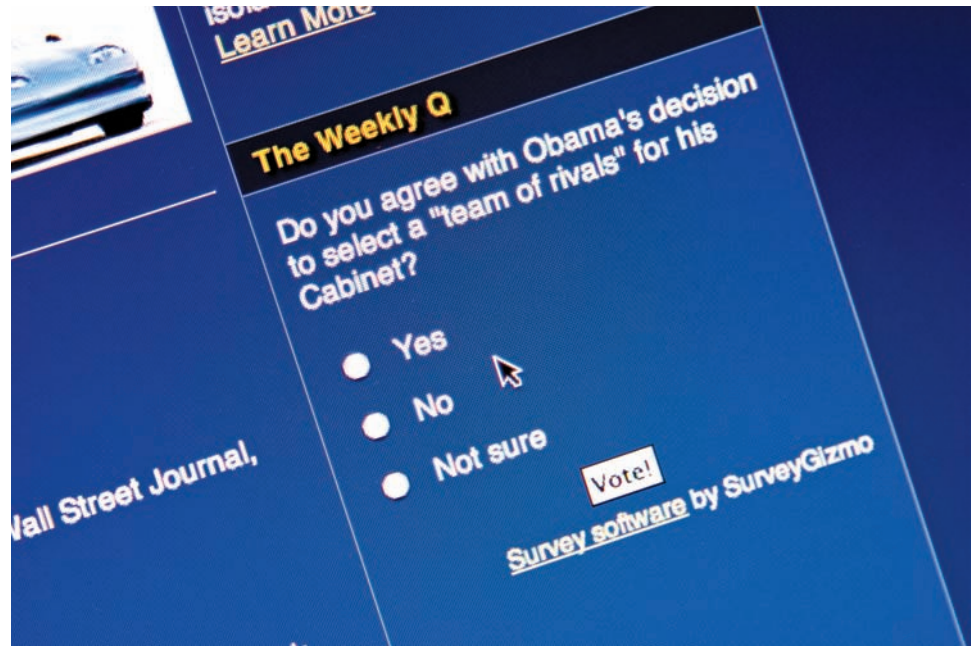 Learn More
The Weekly Q
Do you agree with Obama's decision
to select a "team of rivals" for his
Cabinet?
Yes
No
Not sure
Vote!
Survey software by SurveyGizmo
Wall Street Journal,